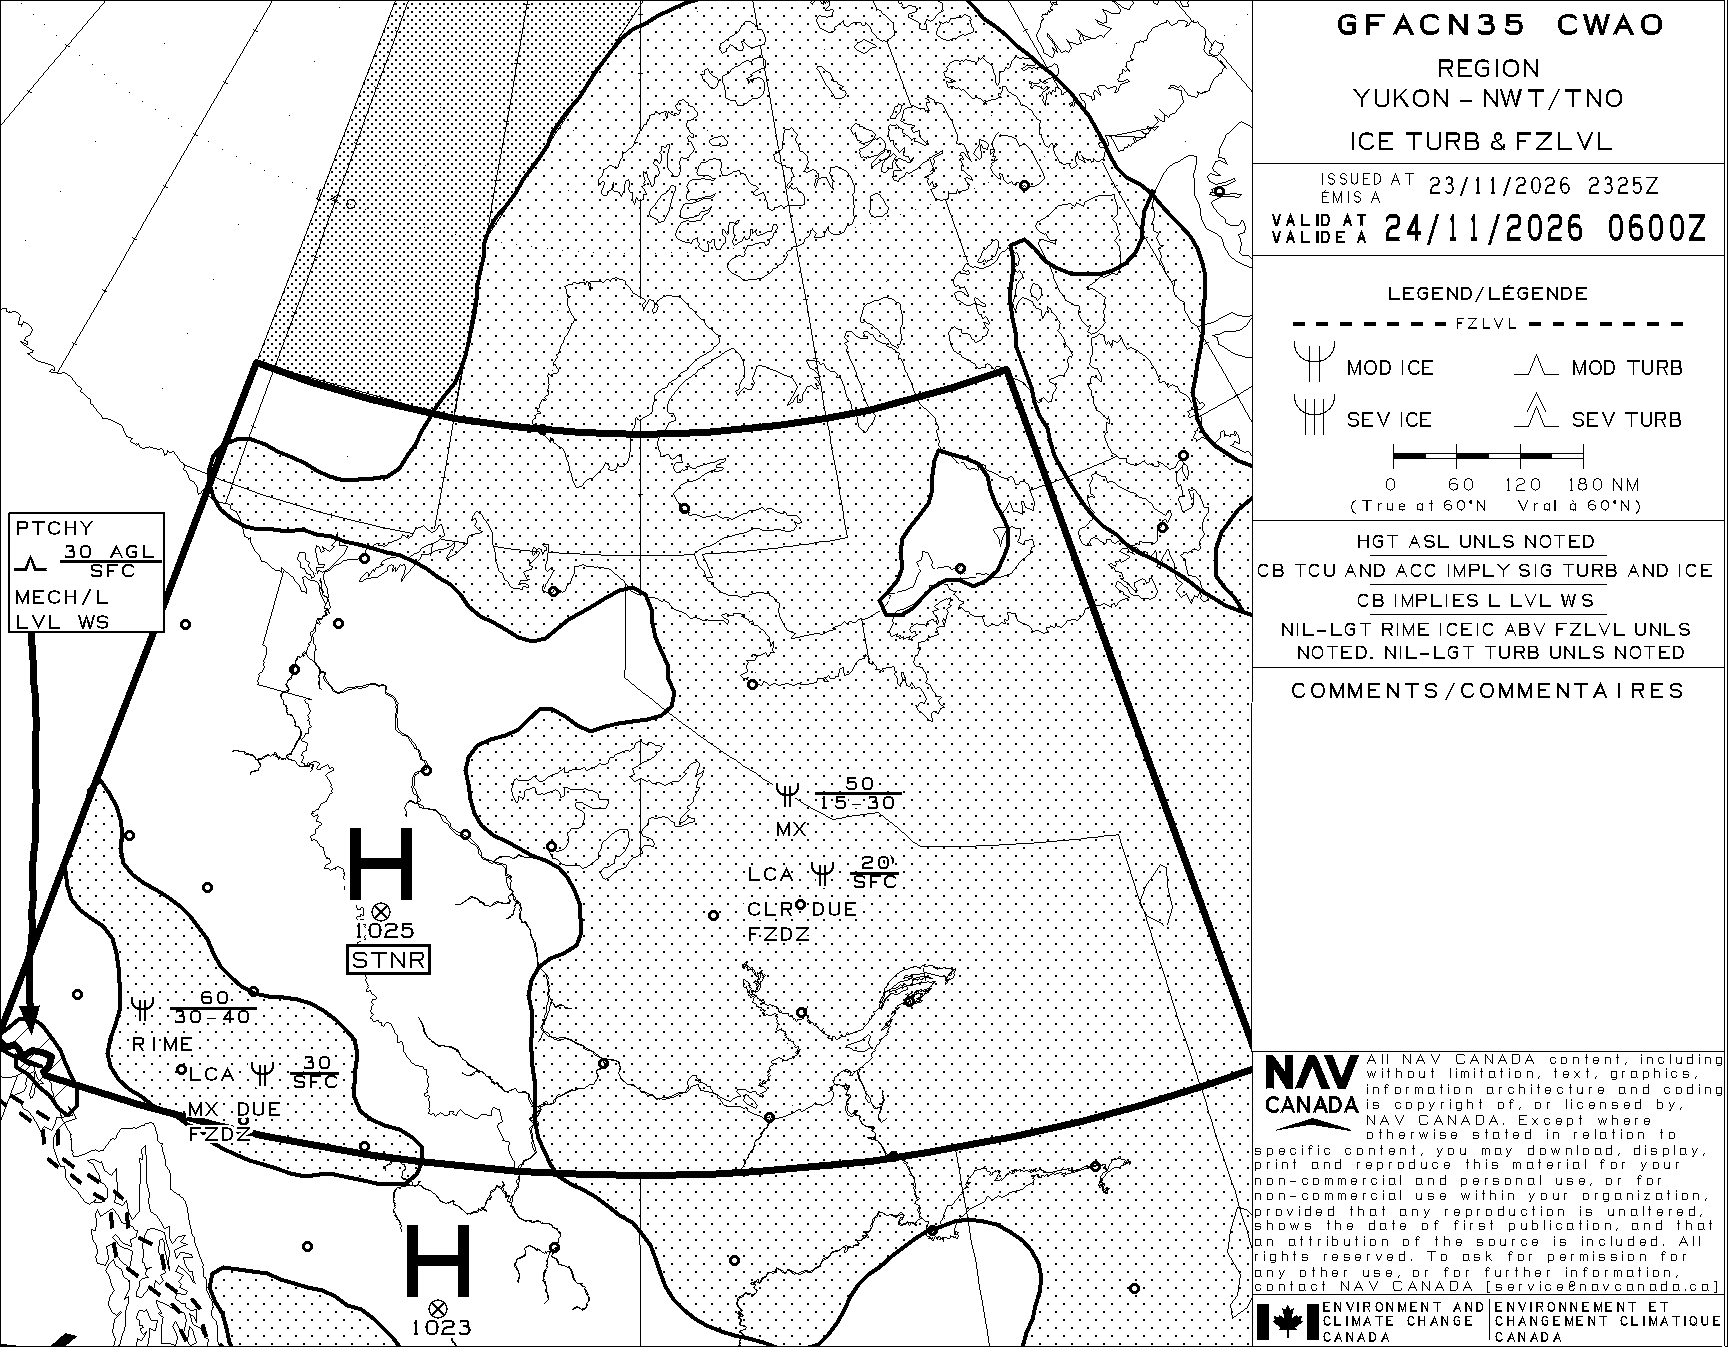 GFACN35 CWAO
REGION
YUKON – NWT/TNO
ICE TURB & FZLVL
ISSUED AT
ÉMIS A
23/11/2026 2325Z
VALID AT
VALIDE A
24/11/2026 0600Z
LEGEND/LÉGENDE
FZLVL
MOD ICE
MOD TURB
SEV ICE
SEV TURB
0 60 120 180 NM
(True at 60°N Vrai à 60°N)
HGT ASL UNLS NOTED
CB TCU AND ACC IMPLY SIG TURB AND ICE
CB IMPLIES L LVL WS
NIL–LGT RIME ICEIC ABV FZLVL UNLS
NOTED. NIL–LGT TURB UNLS NOTED
COMMENTS/COMMENTAIRES
PTCHY
30 AGL
SFC
MECH/L
LVL WS
50
15–30
MX
LCA
20
SFC
CLR DUE
FZDZ
H
1025
STNR
60
30–40
RIME
LCA
30
SFC
MX DUE
FZDZ
H
1023
NAV
CANADA
All NAV CANADA content, including
without limitation, text, graphics,
information architecture and coding
is copyright of, or licensed by,
NAV CANADA. Except where
otherwise stated in relation to
specific content, you may download, display,
print and reproduce this material for your
non-commercial and personal use, or for
non-commercial use within your organization,
provided that any reproduction is unaltered,
shows the date of first publication, and that
an attribution of the source is included. All
rights reserved. To ask for permission for
any other use, or for further information,
contact NAV CANADA [service@navcanada.ca]
ENVIRONMENT AND
CLIMATE CHANGE
CANADA
ENVIRONNEMENT ET
CHANGEMENT CLIMATIQUE
CANADA